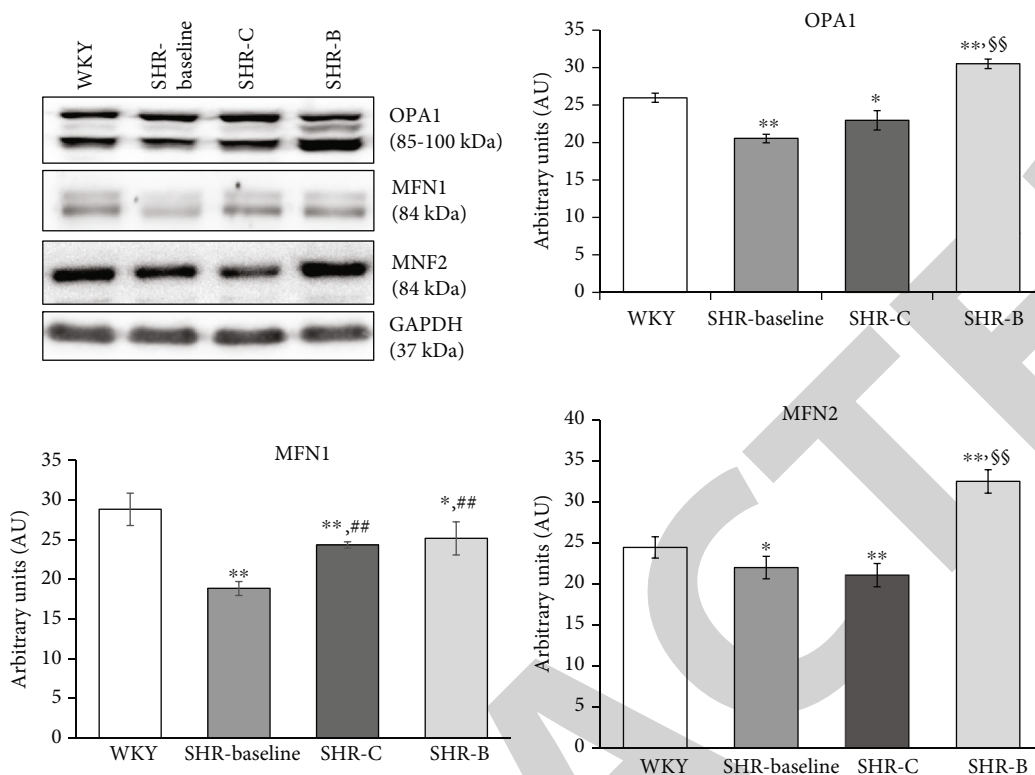 WKY
SHR-
baseline
SHR-C
SHR-B
OPA1
(85-100 kDa)
MFN1
(84 kDa)
MNF2
(84 kDa)
GAPDH
(37 kDa)
OPA1
Arbitrary units (AU)
35
30
25
20
15
10
5
0
**
*
**,§§
WKY
SHR-baseline
SHR-C
SHR-B
MFN1
Arbitrary units (AU)
35
30
25
20
15
10
5
0
**
**,##
*,##
WKY
SHR-baseline
SHR-C
SHR-B
MFN2
Arbitrary units (AU)
40
35
30
25
20
15
10
5
0
*
**
**,§§
WKY
SHR-baseline
SHR-C
SHR-B